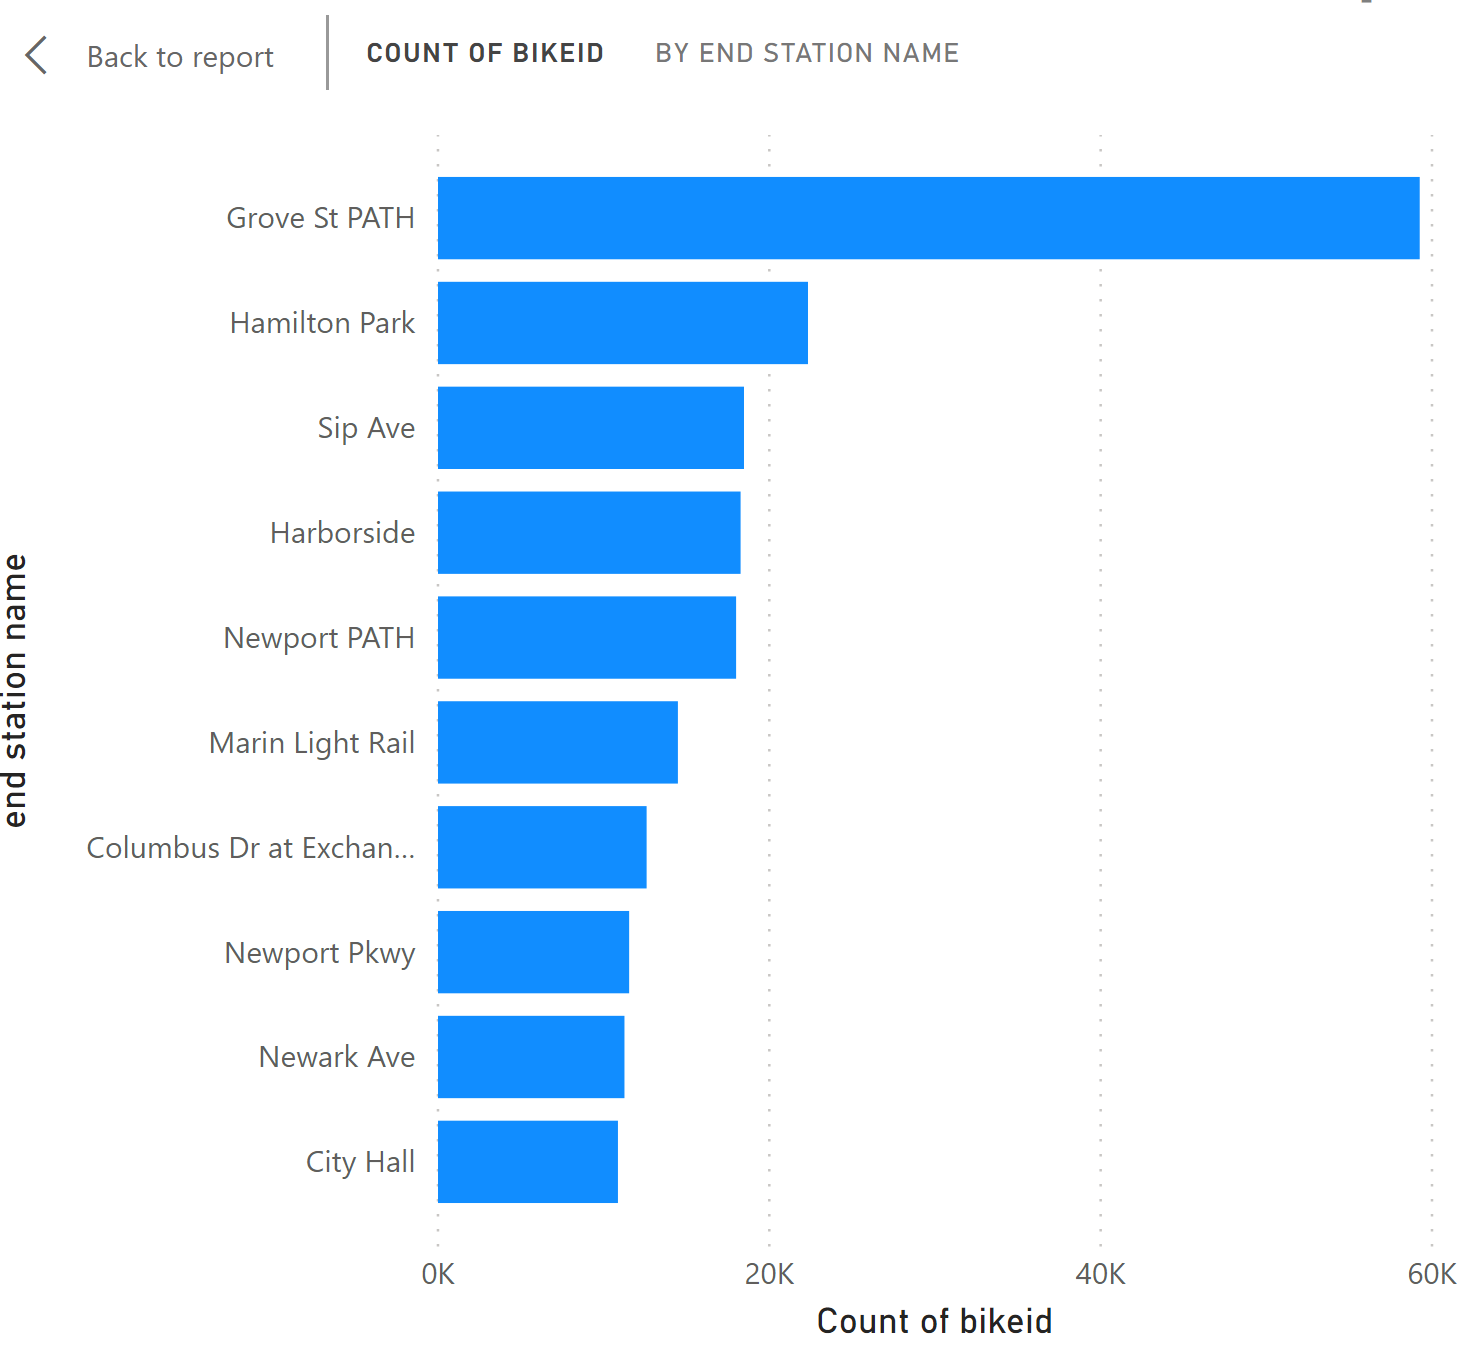 Back to report
COUNT OF BIKEID BY END STATION NAME
end station name
Grove St PATH
Hamilton Park
Sip Ave
Harborside
Newport PATH
Marin Light Rail
Columbus Dr at Exchan...
Newport Pkwy
Newark Ave
City Hall
0K 20K 40K 60K
Count of bikeid